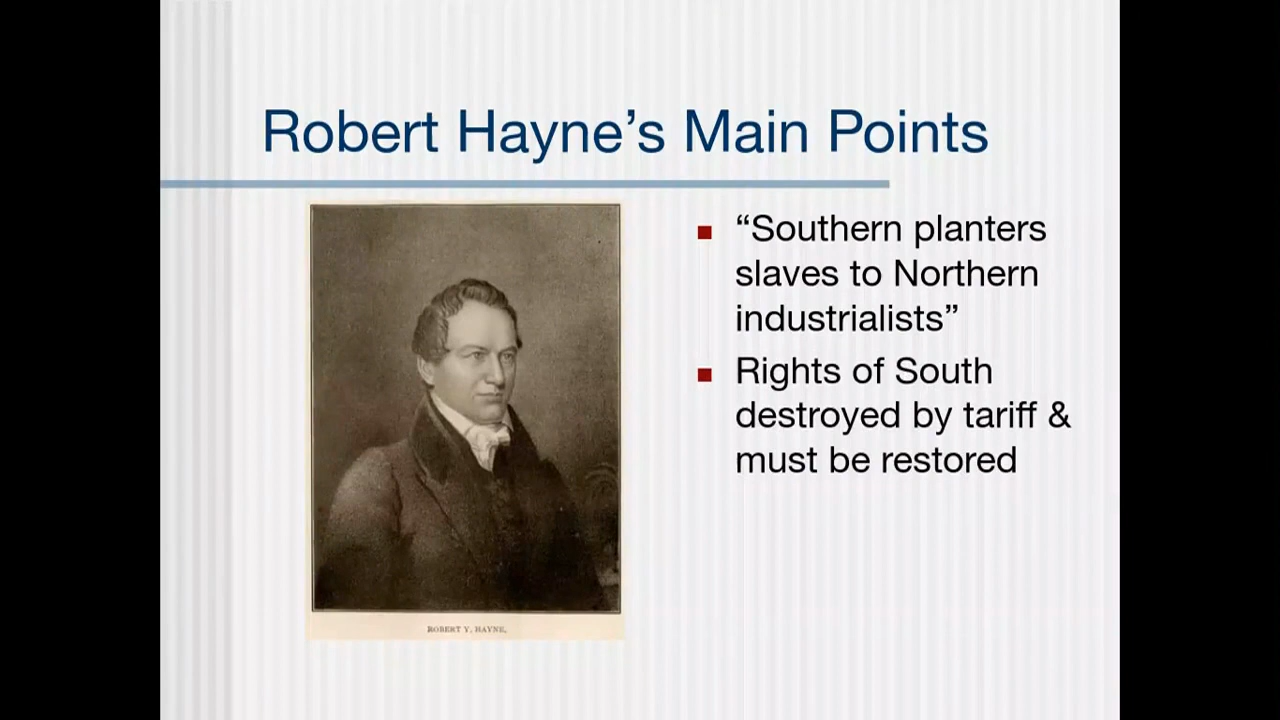 Robert Hayne’s Main Points
“Southern planters
slaves to Northern
industrialists”
Rights of South
destroyed by tariff &
must be restored
ROBERT Y. HAYNE,